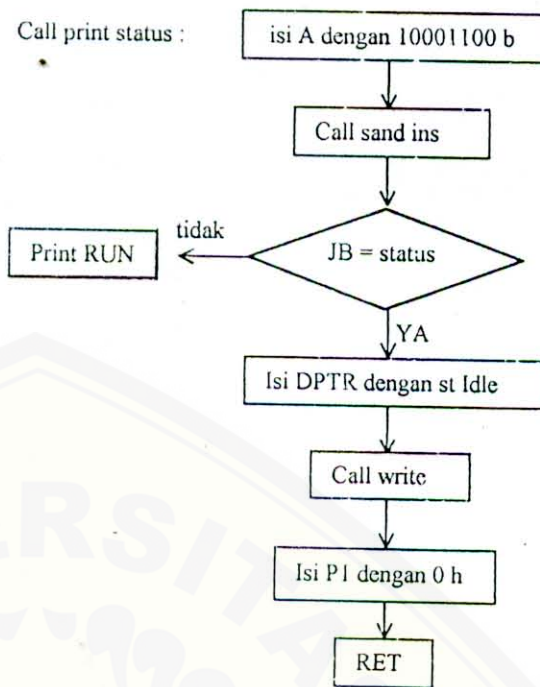 Call print status :
isi A dengan 10001100 b
Call sand ins
JB = status
tidak
Print RUN
YA
Isi DPTR dengan st Idle
Call write
Isi P1 dengan 0 h
RET